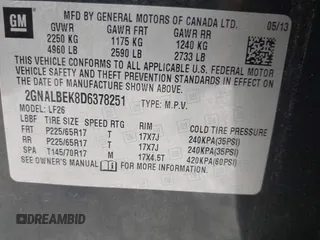 GM
MFD BY GENERAL MOTORS OF CANADA LTD.
05/13
GVWR GAWR FRT GAWR RR
2250 KG 1175 KG 1240 KG
4960 LB 2590 LB 2733 LB
THIS VEHICLE CONFORMS TO ALL APPLICABLE U.S. FEDERAL MOTOR
VEHICLE SAFETY, BUMPER, AND THEFT PREVENTION STANDARDS IN
EFFECT ON THE DATE OF MANUFACTURE SHOWN ABOVE.
2GNALBEK8D6378251 TYPE: M.P.V.
MODEL: LF26
LBBF TIRE SIZE SPEED RTG RIM COLD TIRE PRESSURE
FRT P225/65R17 T 17X7J 240KPA(35PSI)
RR P225/65R17 T 17X7J 240KPA(35PSI)
SPA T145/70R17 M 17X4.5T 420KPA(60PSI)
SEE OWNER'S MANUAL FOR ADDITIONAL INFORMATION.
DREAMBID